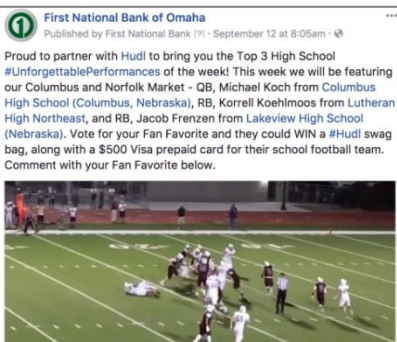 First National Bank of Omaha
Published by First National Bank [?] · September 12 at 8:05am ·
Proud to partner with Hudl to bring you the Top 3 High School
#UnforgettablePerformances of the week! This week we will be featuring
our Columbus and Norfolk Market - QB, Michael Koch from Columbus
High School (Columbus, Nebraska), RB, Korrell Koehlmoos from Lutheran
High Northeast, and RB, Jacob Frenzen from Lakeview High School
(Nebraska). Vote for your Fan Favorite and they could WIN a #Hudl swag
bag, along with a $500 Visa prepaid card for their school football team.
Comment with your Fan Favorite below.